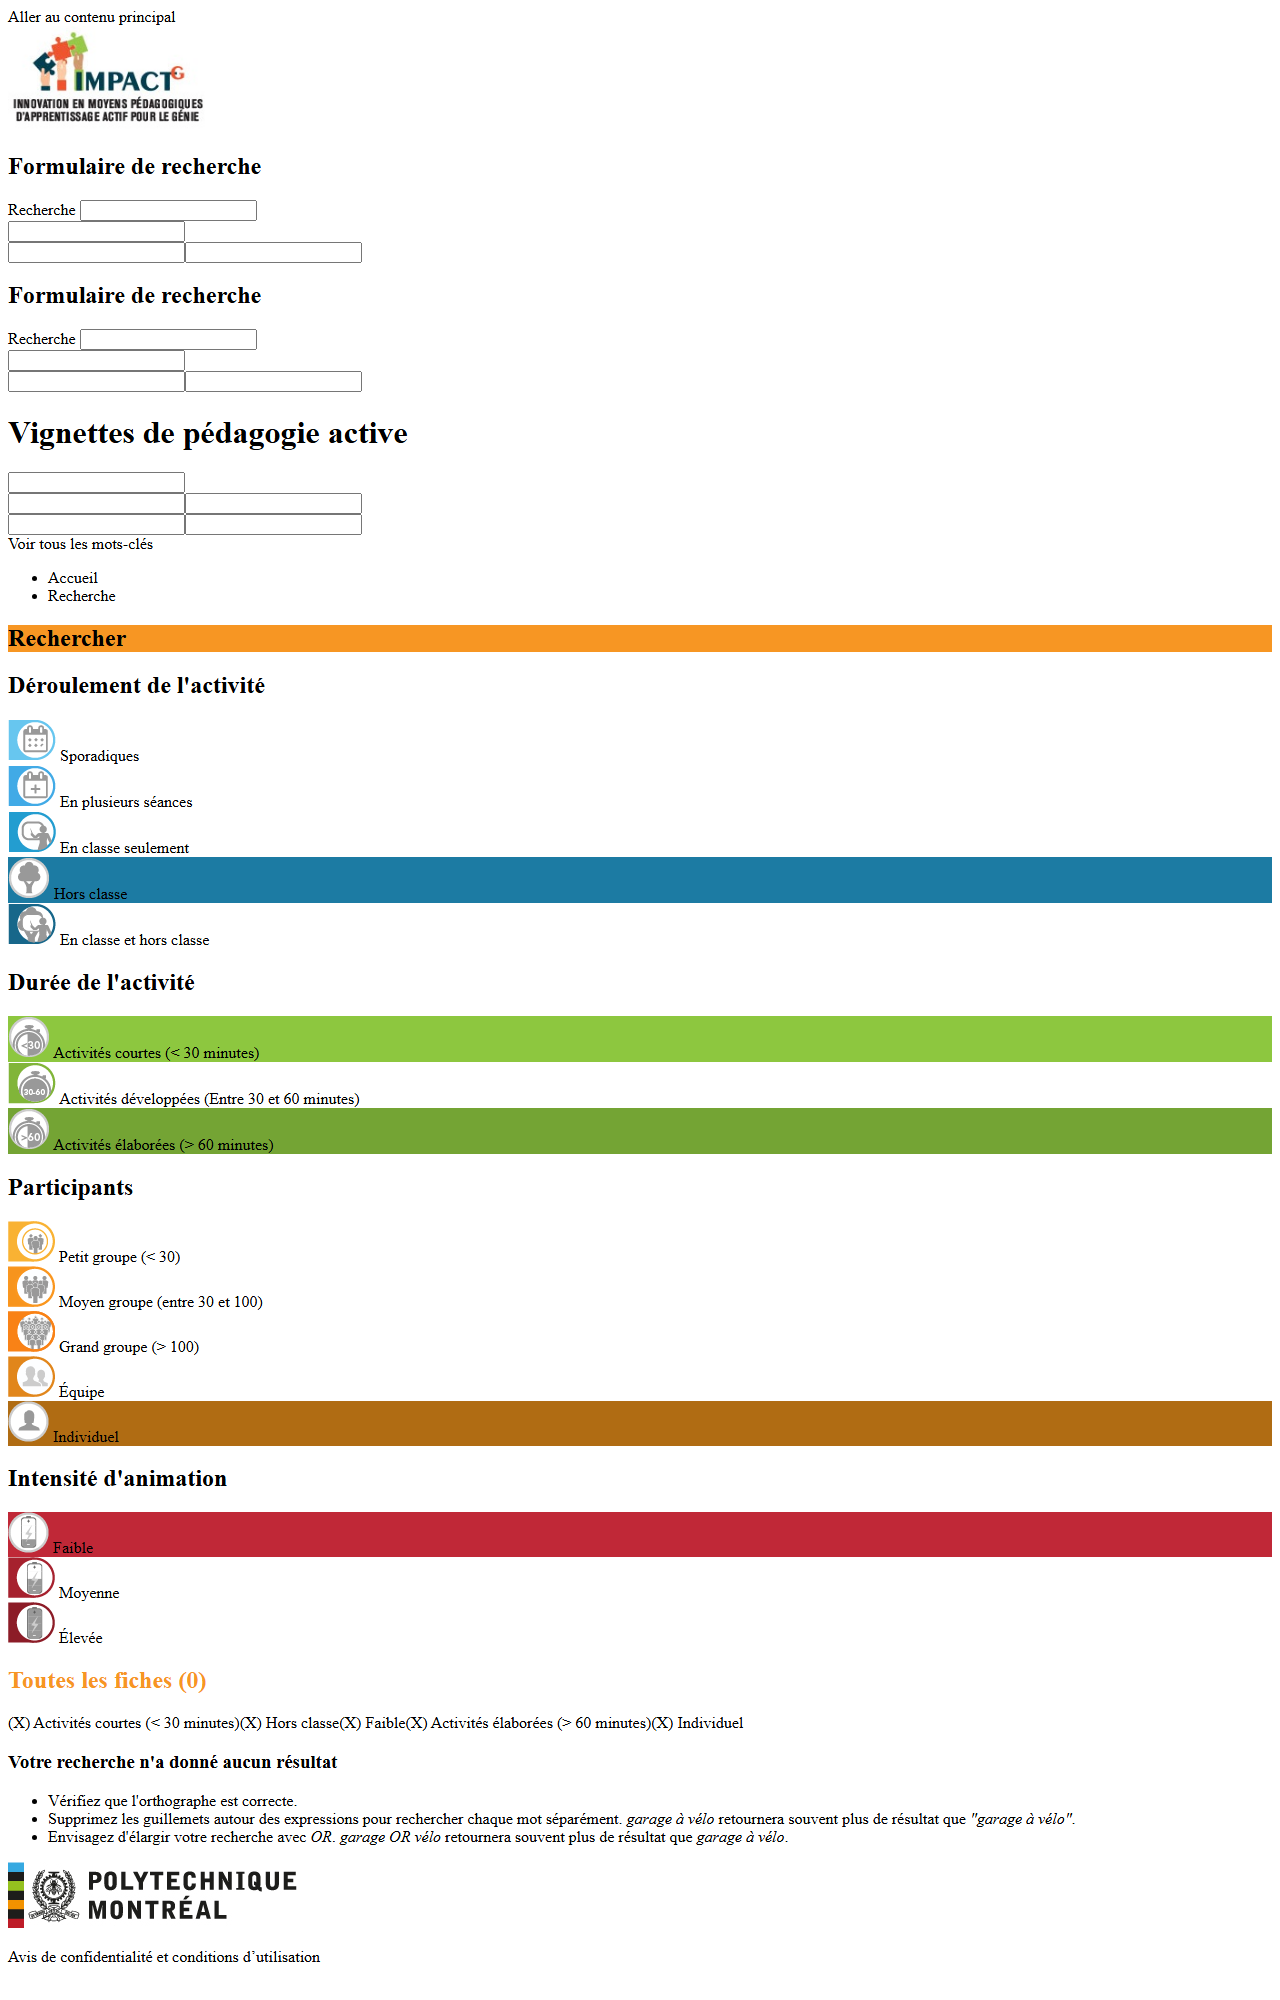 Aller au contenu principal
IMPACTG
INNOVATION EN MOYENS PÉDAGOGIQUES
D'APPRENTISSAGE ACTIF POUR LE GÉNIE
Formulaire de recherche
Recherche
Formulaire de recherche
Recherche
Vignettes de pédagogie active
Voir tous les mots-clés
Accueil
Recherche
Rechercher
Déroulement de l'activité
Sporadiques
En plusieurs séances
En classe seulement
Hors classe
En classe et hors classe
Durée de l'activité
<30 Activités courtes (< 30 minutes)
30-60 Activités développées (Entre 30 et 60 minutes)
>60 Activités élaborées (> 60 minutes)
Participants
Petit groupe (< 30)
Moyen groupe (entre 30 et 100)
Grand groupe (> 100)
Équipe
Individuel
Intensité d'animation
Faible
Moyenne
Élevée
Toutes les fiches (0)
(X) Activités courtes (< 30 minutes)(X) Hors classe(X) Faible(X) Activités élaborées (> 60 minutes)(X) Individuel
Votre recherche n'a donné aucun résultat
Vérifiez que l'orthographe est correcte.
Supprimez les guillemets autour des expressions pour rechercher chaque mot séparément. garage à vélo retournera souvent plus de résultat que "garage à vélo".
Envisagez d'élargir votre recherche avec OR. garage OR vélo retournera souvent plus de résultat que garage à vélo.
POLYTECHNIQUE
MONTRÉAL
Avis de confidentialité et conditions d’utilisation